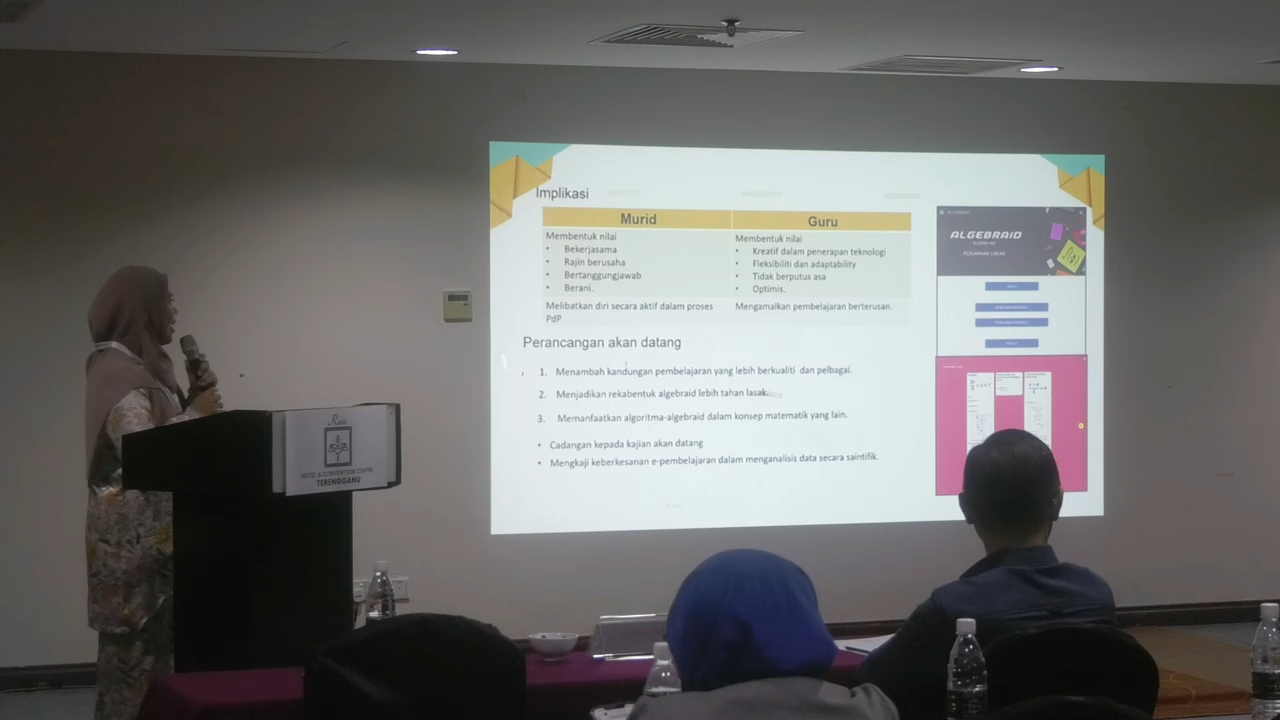 Implikasi
Murid
Guru
Membentuk nilai
• Bekerjasama
• Rajin berusaha
• Bertanggungjawab
• Berani.
Membentuk nilai
• Kreatif dalam penerapan teknologi
• Fleksibiliti dan adaptability
• Tidak berputus asa
• Optimis.
Melibatkan diri secara aktif dalam proses
PdP
Mengamalkan pembelajaran berterusan.
Perancangan akan datang
1. Menambah kandungan pembelajaran yang lebih berkualiti dan pelbagai.
2. Menjadikan rekabentuk algebraid lebih tahan lasak.
3. Memanfaatkan algoritma-algebraid dalam konsep matematik yang lain.
• Cadangan kepada kajian akan datang
• Mengkaji keberkesanan e-pembelajaran dalam menganalisis data secara saintifik.
ALGEBRAID
HOTEL & CONVENTION CENTRE
TERENGGANU